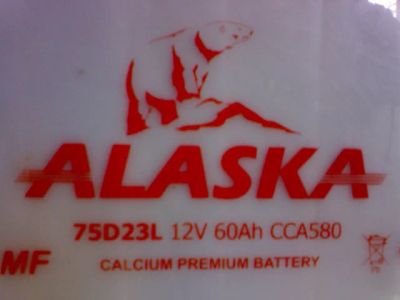 ALASKA
75D23L 12V 60Ah CCA580
MF
CALCIUM PREMIUM BATTERY